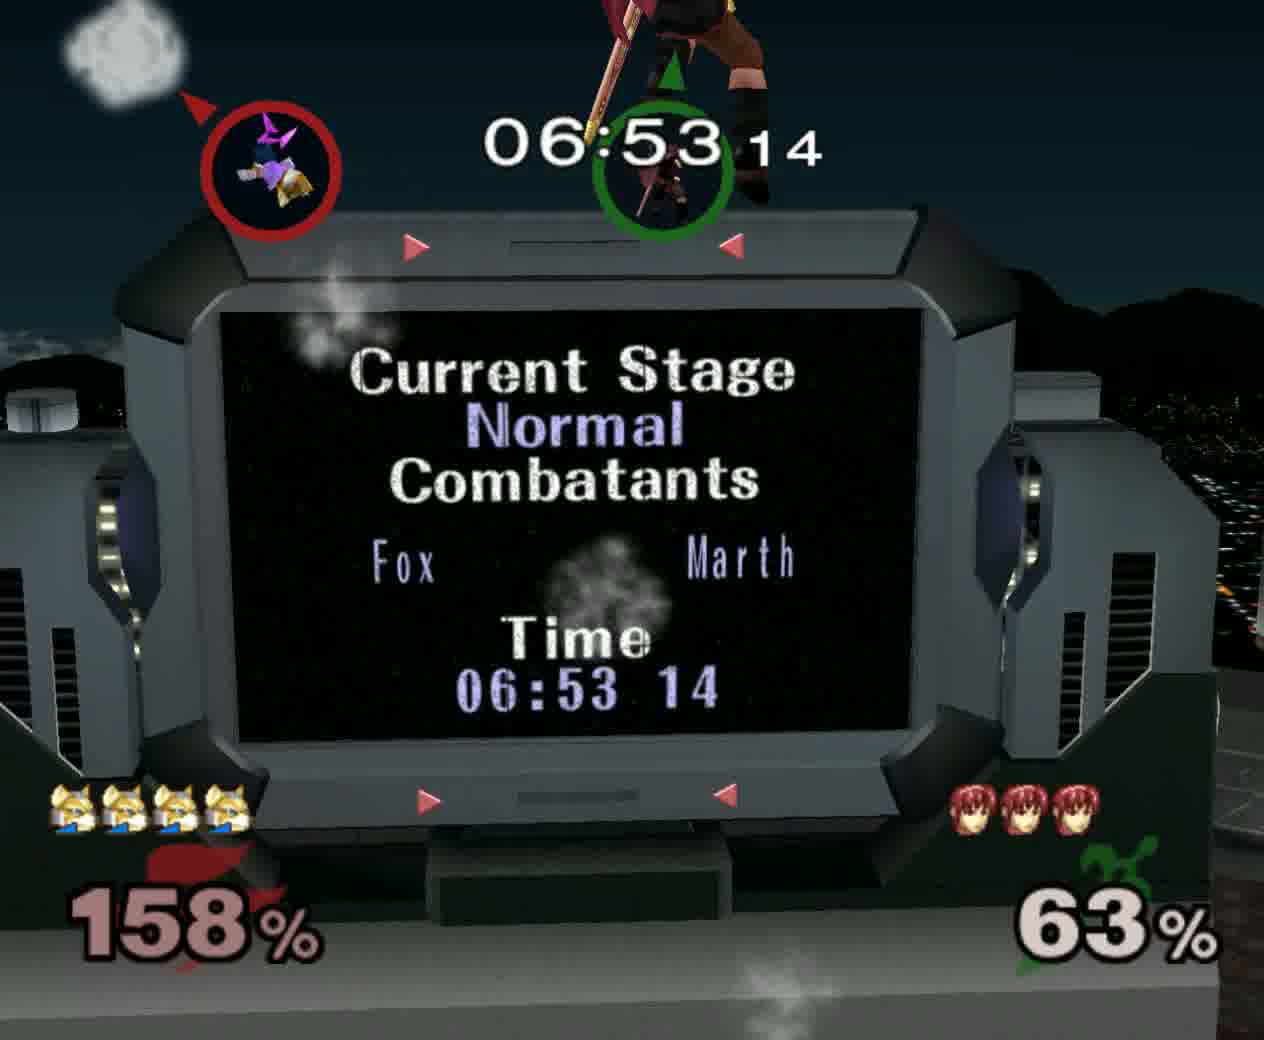 06:53 14
Current Stage
Normal
Combatants
Fox Marth
Time
06:53 14
158% 63%